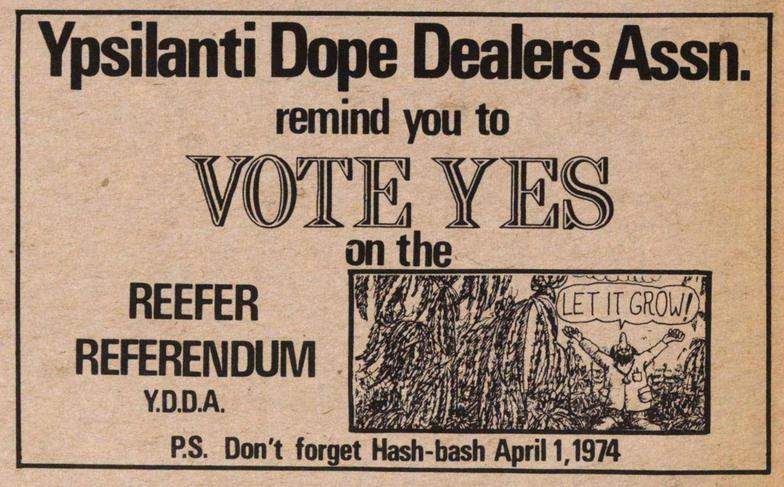 Ypsilanti Dope Dealers Assn.
remind you to
VOTE YES
on the
REEFER
REFERENDUM
Y.D.D.A.
LET IT GROW!
P.S. Don't forget Hash-bash April 1, 1974